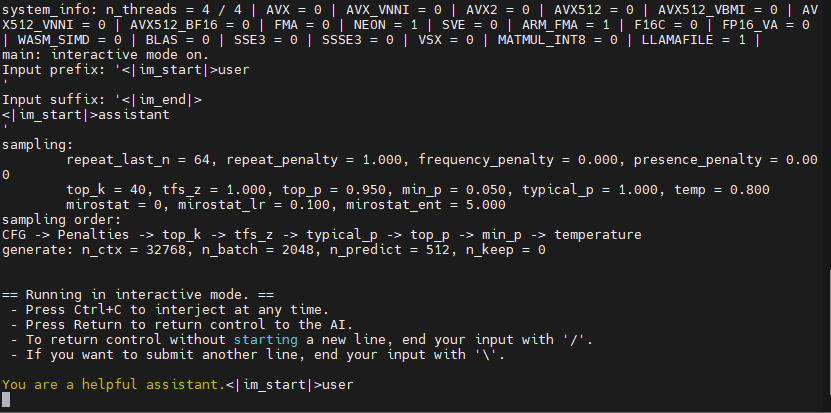 system_info: n_threads = 4 / 4 | AVX = 0 | AVX_VNNI = 0 | AVX2 = 0 | AVX512 = 0 | AVX512_VBMI = 0 | AV
X512_VNNI = 0 | AVX512_BF16 = 0 | FMA = 0 | NEON = 1 | SVE = 0 | ARM_FMA = 1 | F16C = 0 | FP16_VA = 0
| WASM_SIMD = 0 | BLAS = 0 | SSE3 = 0 | SSSE3 = 0 | VSX = 0 | MATMUL_INT8 = 0 | LLAMAFILE = 1 |
main: interactive mode on.
Input prefix: '<|im_start|>user
'
Input suffix: '<|im_end|>
<|im_start|>assistant
'
sampling:
        repeat_last_n = 64, repeat_penalty = 1.000, frequency_penalty = 0.000, presence_penalty = 0.00
0
        top_k = 40, tfs_z = 1.000, top_p = 0.950, min_p = 0.050, typical_p = 1.000, temp = 0.800
        mirostat = 0, mirostat_lr = 0.100, mirostat_ent = 5.000
sampling order:
CFG -> Penalties -> top_k -> tfs_z -> typical_p -> top_p -> min_p -> temperature
generate: n_ctx = 32768, n_batch = 2048, n_predict = 512, n_keep = 0
== Running in interactive mode. ==
 - Press Ctrl+C to interject at any time.
 - Press Return to return control to the AI.
 - To return control without starting a new line, end your input with '/'.
 - If you want to submit another line, end your input with '\'.
You are a helpful assistant.<|im_start|>user